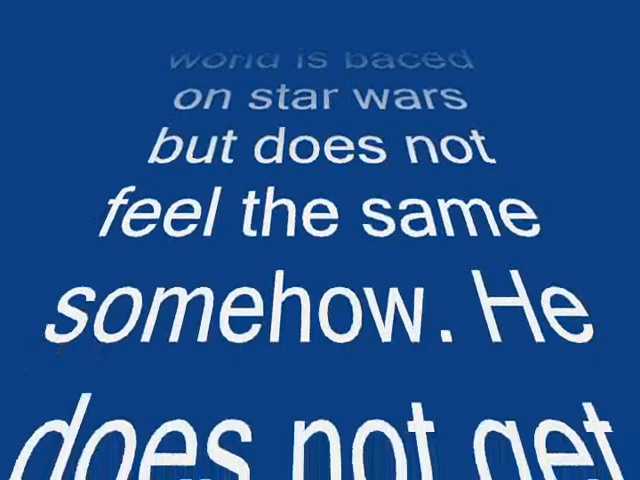 world is baced
on star wars
but does not
feel the same
somehow. He
does not get